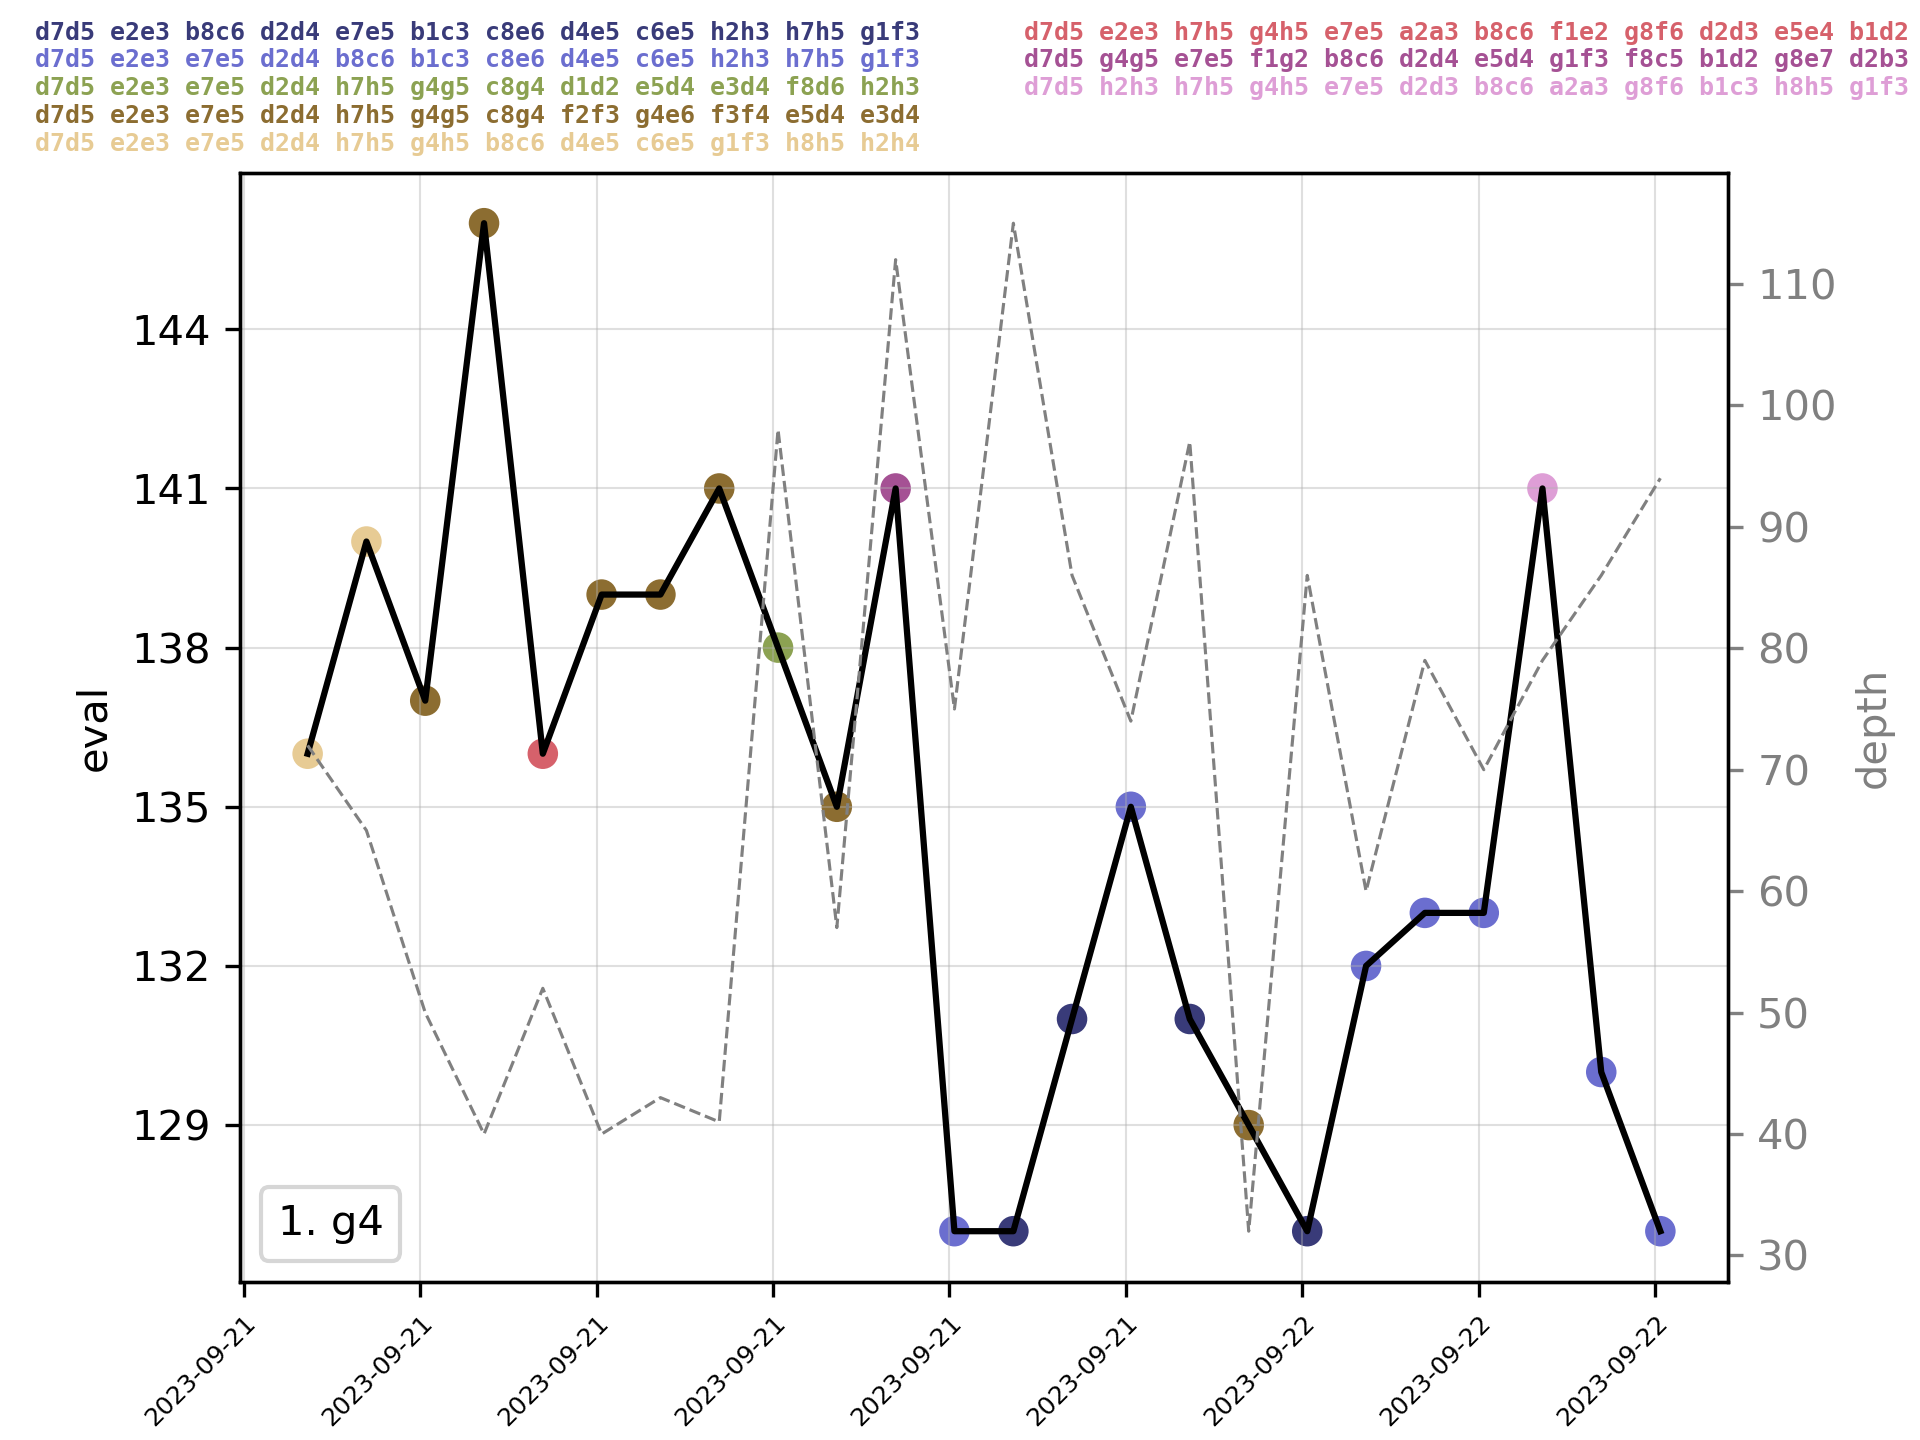 d7d5 e2e3 b8c6 d2d4 e7e5 b1c3 c8e6 d4e5 c6e5 h2h3 h7h5 g1f3
d7d5 e2e3 e7e5 d2d4 b8c6 b1c3 c8e6 d4e5 c6e5 h2h3 h7h5 g1f3
d7d5 e2e3 e7e5 d2d4 h7h5 g4g5 c8g4 d1d2 e5d4 e3d4 f8d6 h2h3
d7d5 e2e3 e7e5 d2d4 h7h5 g4g5 c8g4 f2f3 g4e6 f3f4 e5d4 e3d4
d7d5 e2e3 e7e5 d2d4 h7h5 g4h5 b8c6 d4e5 c6e5 g1f3 h8h5 h2h4
d7d5 e2e3 h7h5 g4h5 e7e5 a2a3 b8c6 f1e2 g8f6 d2d3 e5e4 b1d2
d7d5 g4g5 e7e5 f1g2 b8c6 d2d4 e5d4 g1f3 f8c5 b1d2 g8e7 d2b3
d7d5 h2h3 h7h5 g4h5 e7e5 d2d3 b8c6 a2a3 g8f6 b1c3 h8h5 g1f3
eval
144
141
138
135
132
129
1. g4
110
100
90
80
70
60
50
40
30
depth
2023-09-21
2023-09-21
2023-09-21
2023-09-21
2023-09-21
2023-09-21
2023-09-22
2023-09-22
2023-09-22